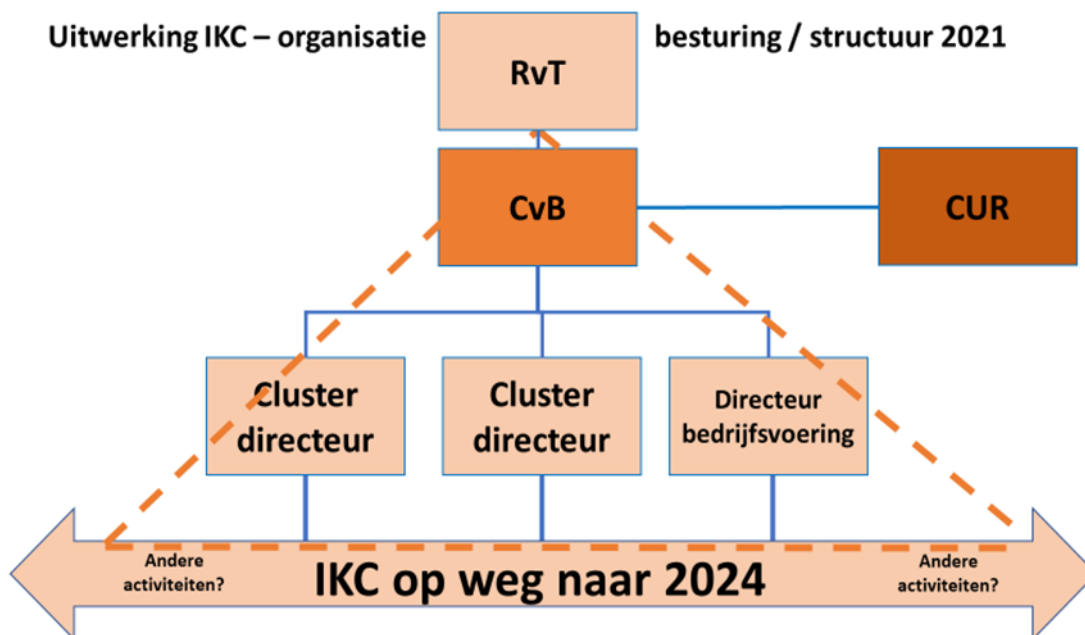 Uitwerking IKC – organisatie besturing / structuur 2021
RvT
CvB
CUR
Cluster
directeur
Cluster
directeur
Directeur
bedrijfsvoering
Andere
activiteiten?
IKC op weg naar 2024
Andere
activiteiten?